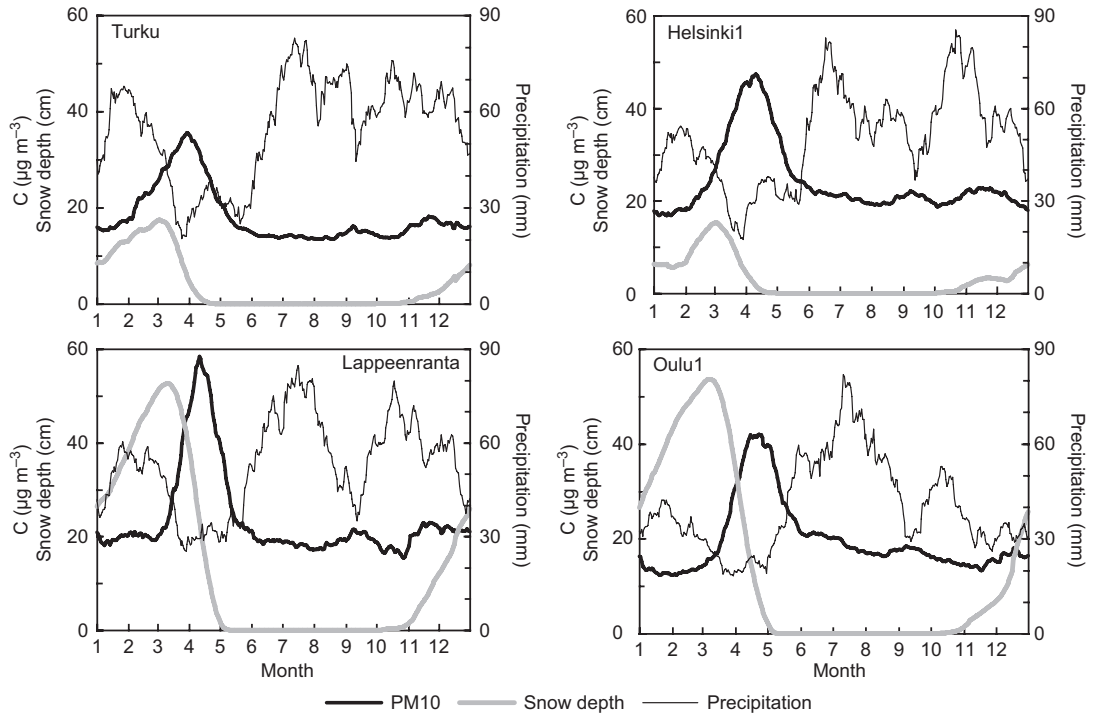 Turku
60
40
20
0
C (µg m–3)
Snow depth (cm)
90
60
30
0
Precipitation (mm)
1 2 3 4 5 6 7 8 9 10 11 12
Helsinki1
60
40
20
0
C (µg m–3)
Snow depth (cm)
90
60
30
0
Precipitation (mm)
1 2 3 4 5 6 7 8 9 10 11 12
Lappeenranta
60
40
20
0
C (µg m–3)
Snow depth (cm)
90
60
30
0
Precipitation (mm)
1 2 3 4 5 6 7 8 9 10 11 12
Month
Oulu1
60
40
20
0
C (µg m–3)
Snow depth (cm)
90
60
30
0
Precipitation (mm)
1 2 3 4 5 6 7 8 9 10 11 12
Month
PM10 Snow depth Precipitation